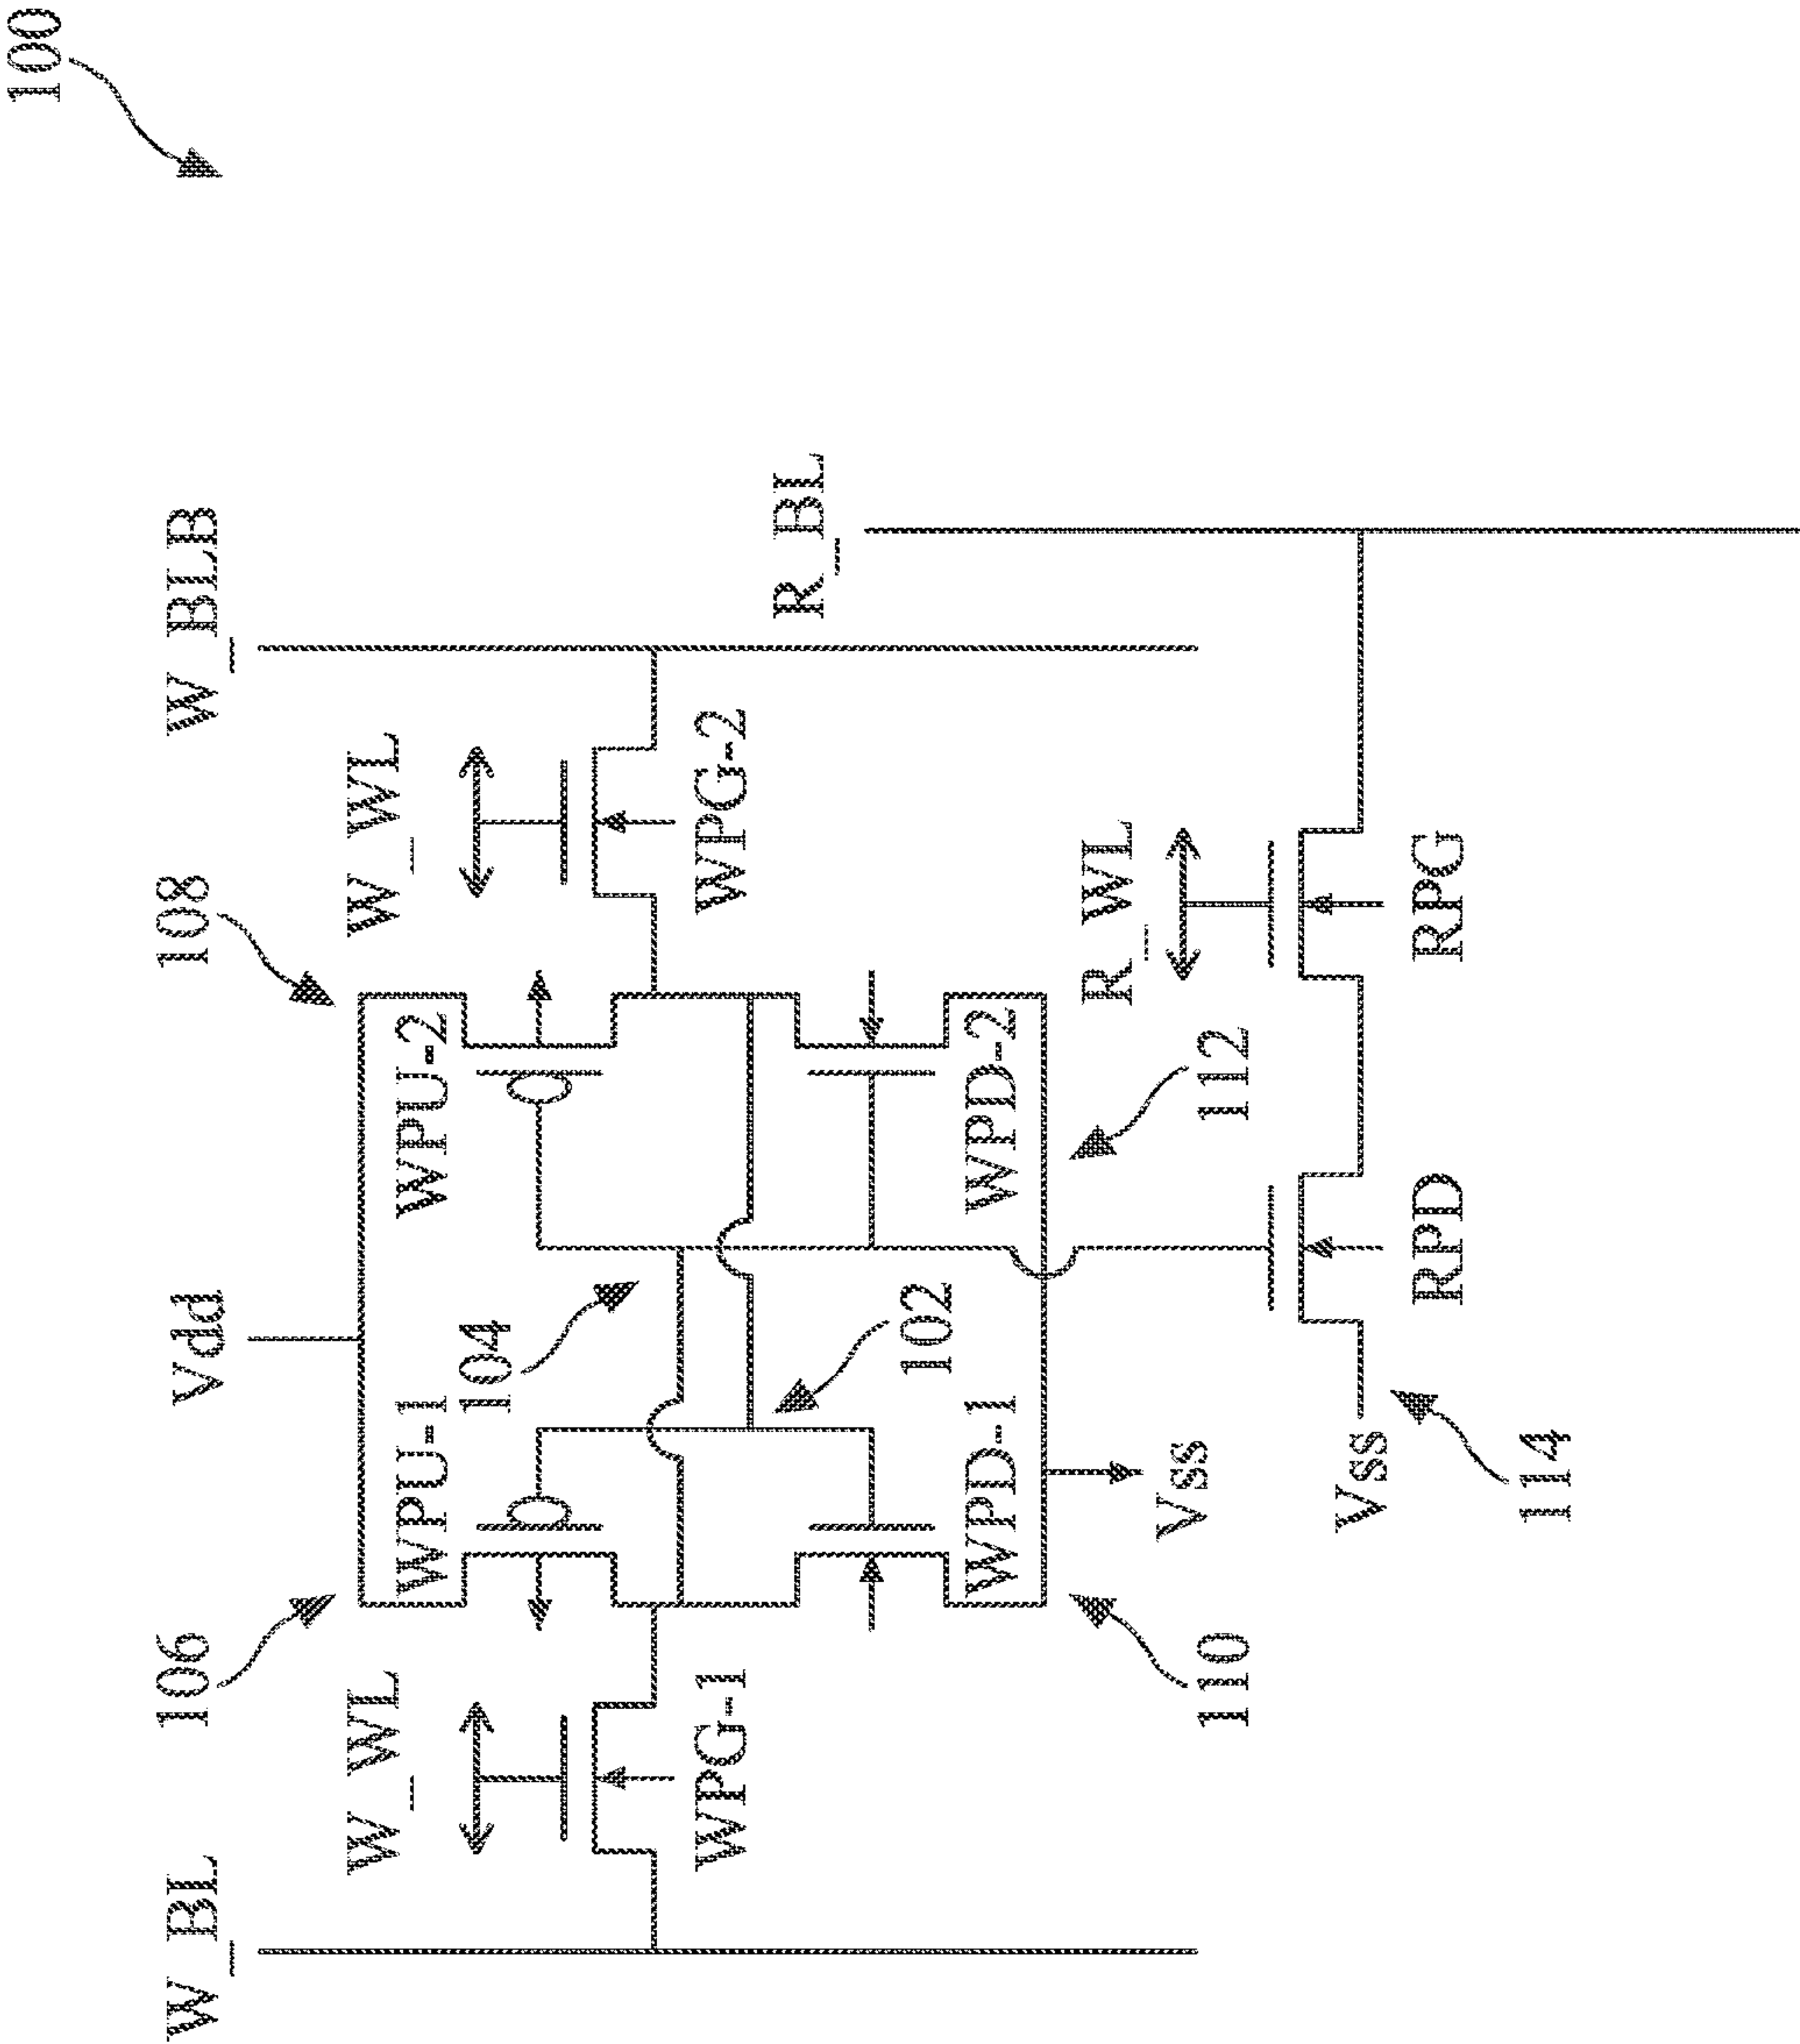 100
W_BL
106
Vdd
108
W_BLB
W_WL
WPU-1
WPU-2
W_WL
104
WPG-1
WPG-2
R_BL
102
WPD-1
WPD-2
110
Vss
112
R_WL
Vss
RPD
RPG
114